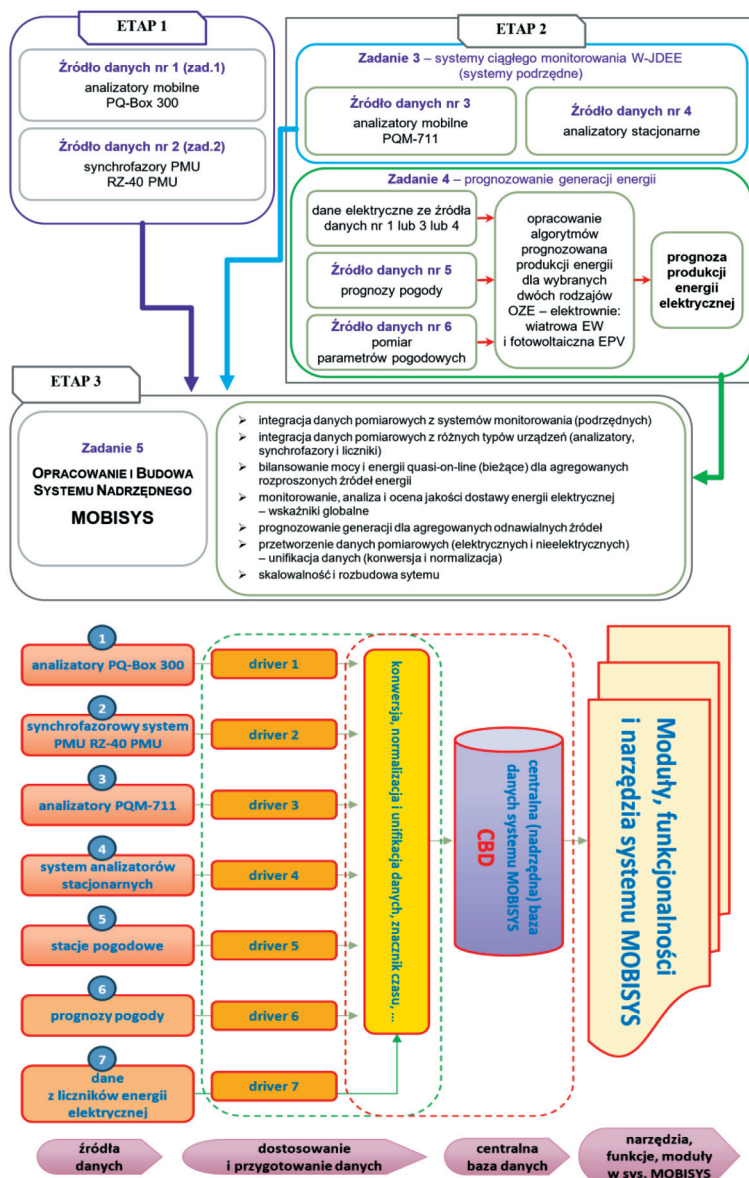 ETAP 1
Źródło danych nr 1 (zad.1)
analizatory mobilne
PQ-Box 300
Źródło danych nr 2 (zad.2)
synchrofazory PMU
RZ-40 PMU
ETAP 2
Zadanie 3 – systemy ciągłego monitorowania W-JDEE
(systemy podrzędne)
Źródło danych nr 3
analizatory mobilne
PQM-711
Źródło danych nr 4
analizatory stacjonarne
Zadanie 4 – prognozowanie generacji energii
dane elektryczne ze źródła
danych nr 1 lub 3 lub 4
Źródło danych nr 5
prognozy pogody
Źródło danych nr 6
pomiar
parametrów pogodowych
opracowanie
algorytmów
prognozowana
produkcji energii
dla wybranych
dwóch rodzajów
OZE – elektrownie:
wiatrowa EW
i fotowoltaiczna EPV
prognoza
produkcji
energii
elektrycznej
ETAP 3
Zadanie 5
OPRACOWANIE I BUDOWA
SYSTEMU NADRZĘDNEGO
MOBISYS
➢ integracja danych pomiarowych z systemów monitorowania (podrzędnych)
➢ integracja danych pomiarowych z różnych typów urządzeń (analizatory,
synchrofazory i liczniki)
➢ bilansowanie mocy i energii quasi-on-line (bieżące) dla agregowanych
rozproszonych źródeł energii
➢ monitorowanie, analiza i ocena jakości dostawy energii elektrycznej
– wskaźniki globalne
➢ prognozowanie generacji dla agregowanych odnawialnych źródeł
➢ przetworzenie danych pomiarowych (elektrycznych i nieelektrycznych)
– unifikacja danych (konwersja i normalizacja)
➢ skalowalność i rozbudowa sytemu
1
analizatory PQ-Box 300
driver 1
2
synchrofazorowy system
PMU RZ-40 PMU
driver 2
3
analizatory PQM-711
driver 3
4
system analizatorów
stacjonarnych
driver 4
5
stacje pogodowe
driver 5
6
prognozy pogody
driver 6
7
dane
z liczników energii
elektrycznej
driver 7
konwersja, normalizacja i unifikacja danych, znacznik czasu, ...
centralna (nadrzędna) baza
danych systemu MOBISYS
CBD
Moduły, funkcjonalności
i narzędzia systemu MOBISYS
źródła
danych
dostosowanie
i przygotowanie danych
centralna
baza danych
narzędzia,
funkcje, moduły
w sys. MOBISYS